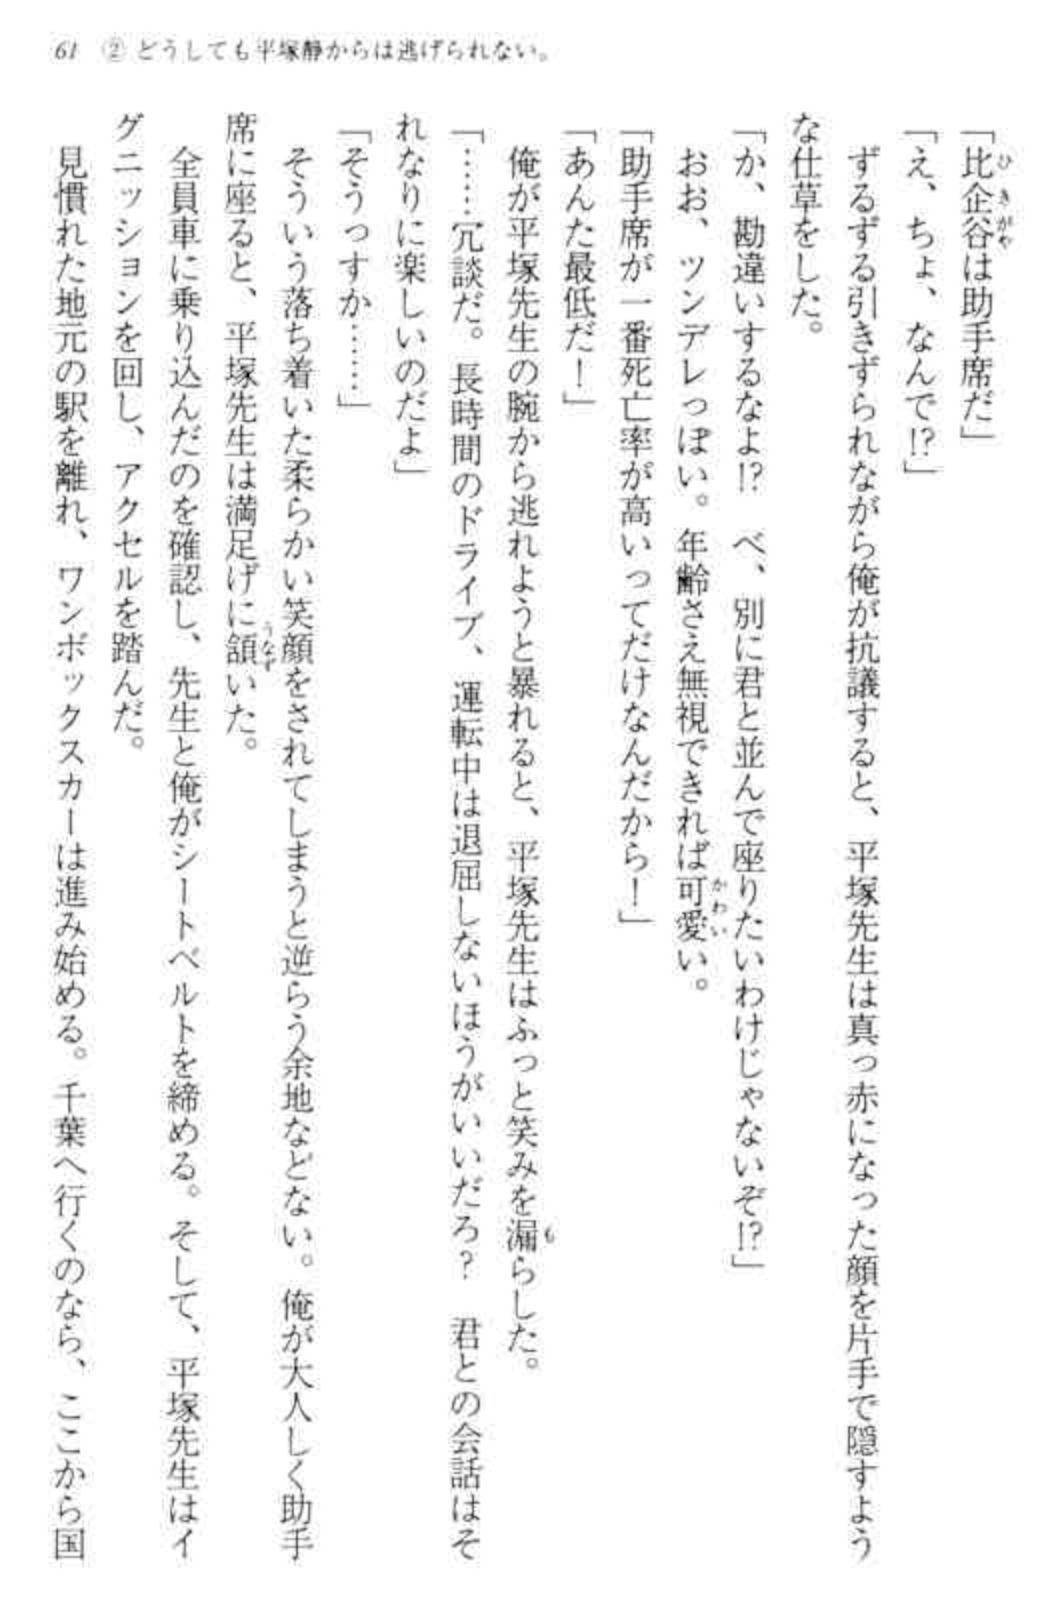 61 ② どうしても平塚静からは逃げられない。
「比企谷は助手席だ」
「え、ちょ、なんで!?」
ずるずる引きずられながら俺が抗議すると、平塚先生は真っ赤になった顔を片手で隠すよう
な仕草をした。
「か、勘違いするなよ!? べ、別に君と並んで座りたいわけじゃないぞ!?」
おお、ツンデレっぽい。年齢さえ無視できれば可愛い。
「助手席が一番死亡率が高いってだけなんだから!」
「あんた最低だ!」
俺が平塚先生の腕から逃れようと暴れると、平塚先生はふっと笑みを漏らした。
「……冗談だ。長時間のドライブ、運転中は退屈しないほうがいいだろ? 君との会話はそ
れなりに楽しいのだよ」
「そうっすか……」
そういう落ち着いた柔らかい笑顔をされてしまうと逆らう余地などない。俺が大人しく助手
席に座ると、平塚先生は満足げに頷いた。
全員車に乗り込んだのを確認し、先生と俺がシートベルトを締める。そして、平塚先生はイ
グニッションを回し、アクセルを踏んだ。
見慣れた地元の駅を離れ、ワンボックスカーは進み始める。千葉へ行くのなら、ここから国